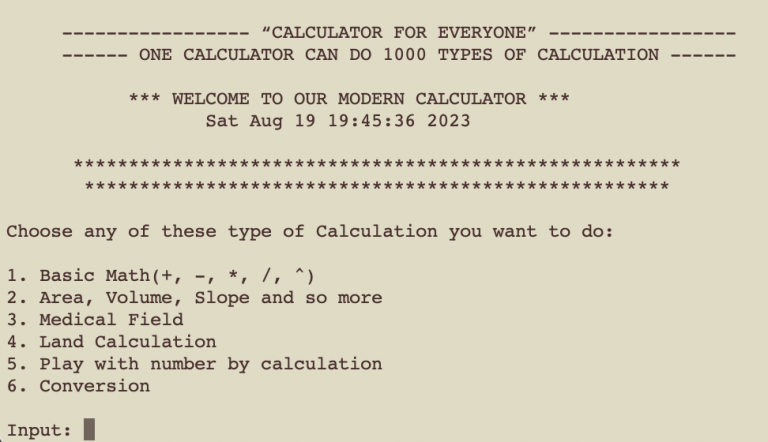 ----------------- “CALCULATOR FOR EVERYONE” -----------------
------ ONE CALCULATOR CAN DO 1000 TYPES OF CALCULATION ------
*** WELCOME TO OUR MODERN CALCULATOR ***
Sat Aug 19 19:45:36 2023
*******************************************************
*****************************************************
Choose any of these type of Calculation you want to do:
1. Basic Math(+, -, *, /, ^)
2. Area, Volume, Slope and so more
3. Medical Field
4. Land Calculation
5. Play with number by calculation
6. Conversion
Input: